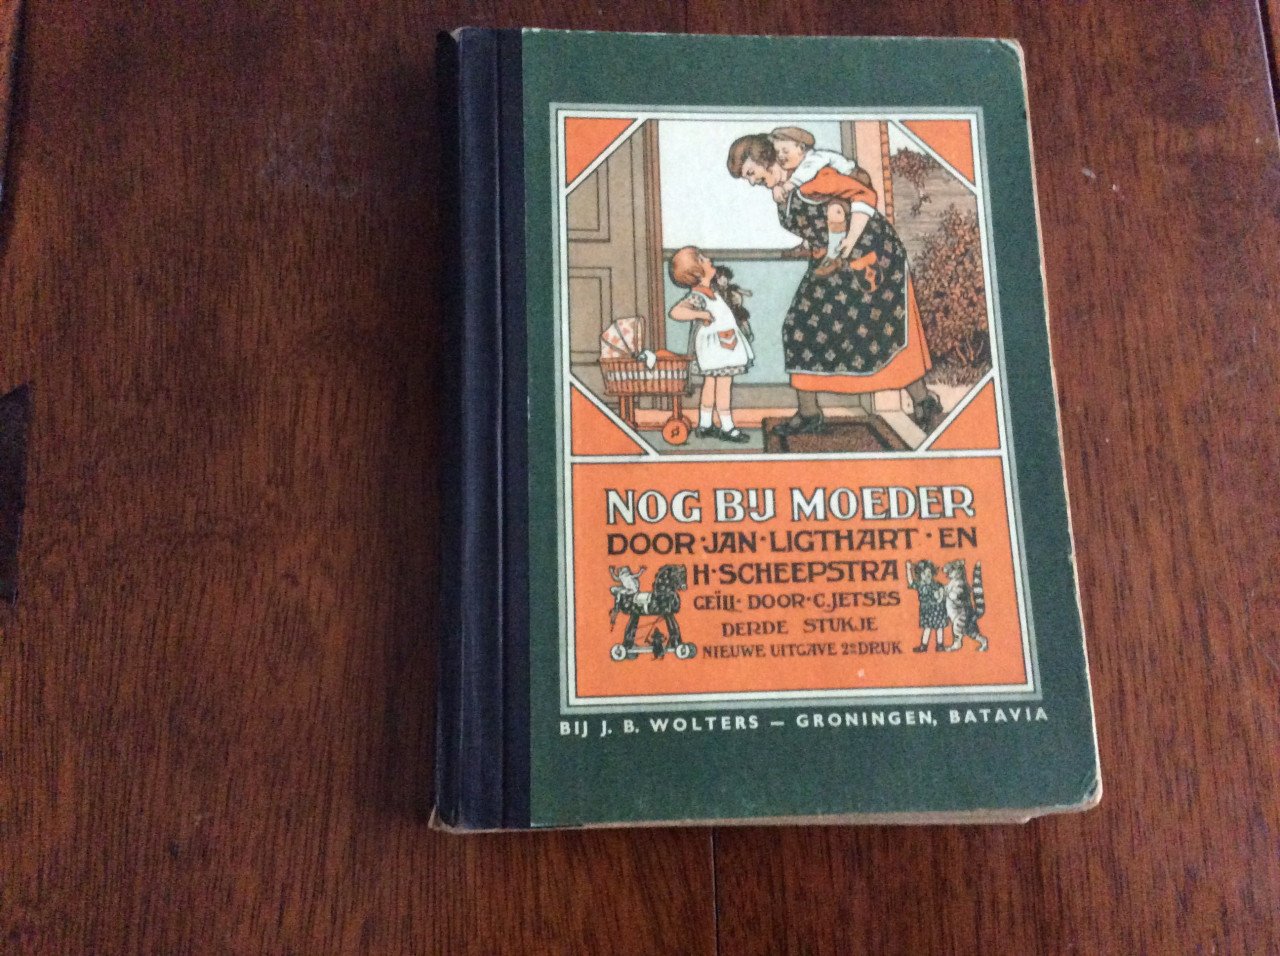 NOG BIJ MOEDER
DOOR·JAN·LIGTHART·EN
H·SCHEEPSTRA
GEÏLL·DOOR·C.JETSES
DERDE STUKJE
NIEUWE UITGAVE 2E DRUK
BIJ J. B. WOLTERS — GRONINGEN, BATAVIA